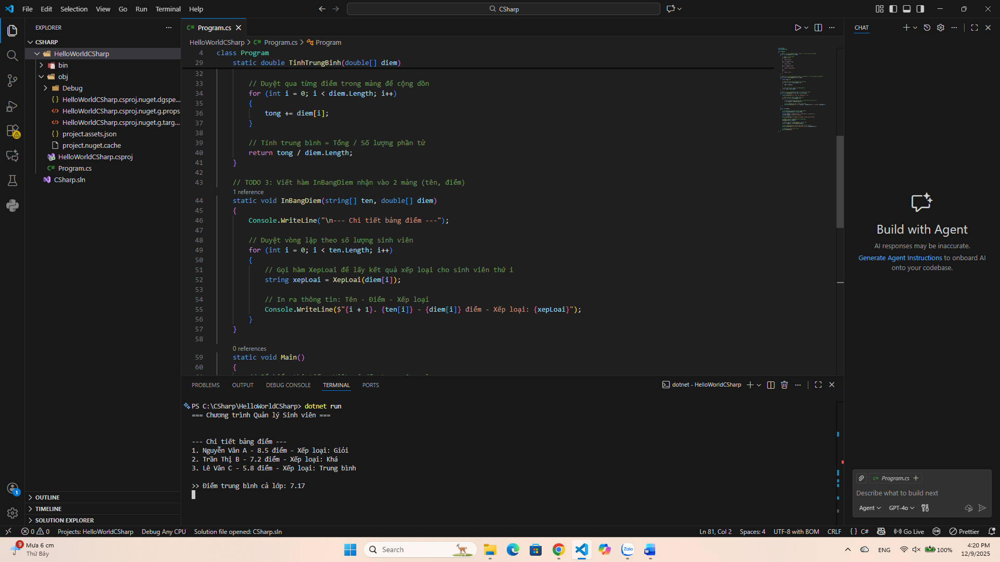 File Edit Selection View Go Run Terminal Help
CSharp
EXPLORER
CSHARP
HelloWorldCSharp
bin
obj
Debug
HelloWorldCSharp.csproj.nuget.dgspe...
HelloWorldCSharp.csproj.nuget.g.props
HelloWorldCSharp.csproj.nuget.g.targ...
project.assets.json
project.nuget.cache
HelloWorldCSharp.csproj
C# Program.cs
CSharp.sln
OUTLINE
TIMELINE
SOLUTION EXPLORER
C# Program.cs
HelloWorldCSharp > C# Program.cs > Program
4 class Program
29 static double TinhTrungBinh(double[] diem)
32
33 // Duyệt qua từng điểm trong mảng để cộng dồn
34 for (int i = 0; i < diem.Length; i++)
35 {
36 tong += diem[i];
37 }
38
39 // Tính trung bình = Tổng / Số lượng phần tử
40 return tong / diem.Length;
41 }
42
43 // TODO 3: Viết hàm InBangDiem nhận vào 2 mảng (tên, điểm)
1 reference
44 static void InBangDiem(string[] ten, double[] diem)
45 {
46 Console.WriteLine("\n--- Chi tiết bảng điểm ---");
47
48 // Duyệt vòng lặp theo số lượng sinh viên
49 for (int i = 0; i < ten.Length; i++)
50 {
51 // Gọi hàm XepLoai để lấy kết quả xếp loại cho sinh viên thứ i
52 string xepLoai = XepLoai(diem[i]);
53
54 // In ra thông tin: Tên - Điểm - Xếp loại
55 Console.WriteLine($"{i + 1}. {ten[i]} - {diem[i]} điểm - Xếp loại: {xepLoai}");
56 }
57 }
58
0 references
59 static void Main()
60 {
PROBLEMS OUTPUT DEBUG CONSOLE TERMINAL PORTS
dotnet - HelloWorldCSharp
PS C:\CSharp\HelloWorldCSharp> dotnet run
=== Chương trình Quản lý Sinh viên ===
--- Chi tiết bảng điểm ---
1. Nguyễn Văn A - 8.5 điểm - Xếp loại: Giỏi
2. Trần Thị B - 7.2 điểm - Xếp loại: Khá
3. Lê Văn C - 5.8 điểm - Xếp loại: Trung bình
>> Điểm trung bình cả lớp: 7.17
CHAT
Build with Agent
AI responses may be inaccurate.
Generate Agent Instructions to onboard AI
onto your codebase.
C# Program.cs
Describe what to build next
Agent GPT-4o
1
0 0 Projects: HelloWorldCSharp Debug Any CPU Solution file opened: CSharp.sln
Ln 81, Col 2 Spaces: 4 UTF-8 with BOM CRLF {} C# Go Live Prettier
9
Mưa 6 cm
Thứ Bảy
Search
Zalo
ENG
100%
4:20 PM
12/9/2025